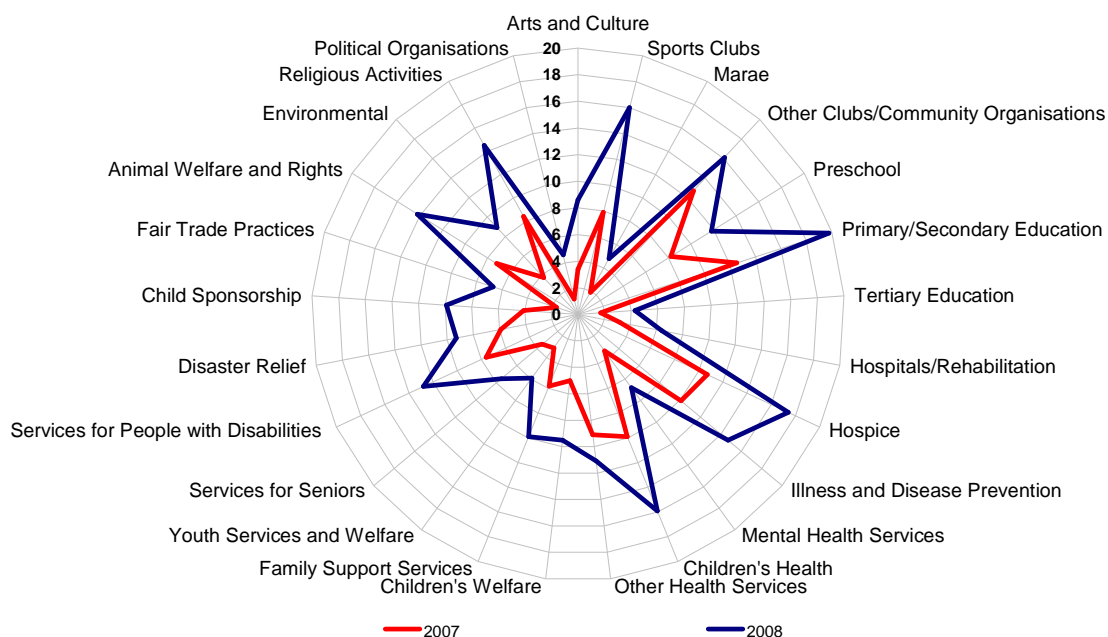 Arts and Culture
Sports Clubs
Marae
Other Clubs/Community Organisations
Preschool
Primary/Secondary Education
Tertiary Education
Hospitals/Rehabilitation
Hospice
Illness and Disease Prevention
Mental Health Services
Children's Health
Other Health Services
Children's Welfare
Family Support Services
Youth Services and Welfare
Services for Seniors
Services for People with Disabilities
Disaster Relief
Child Sponsorship
Fair Trade Practices
Animal Welfare and Rights
Environmental
Religious Activities
Political Organisations
20
18
16
14
12
10
8
6
4
2
0
2007
2008